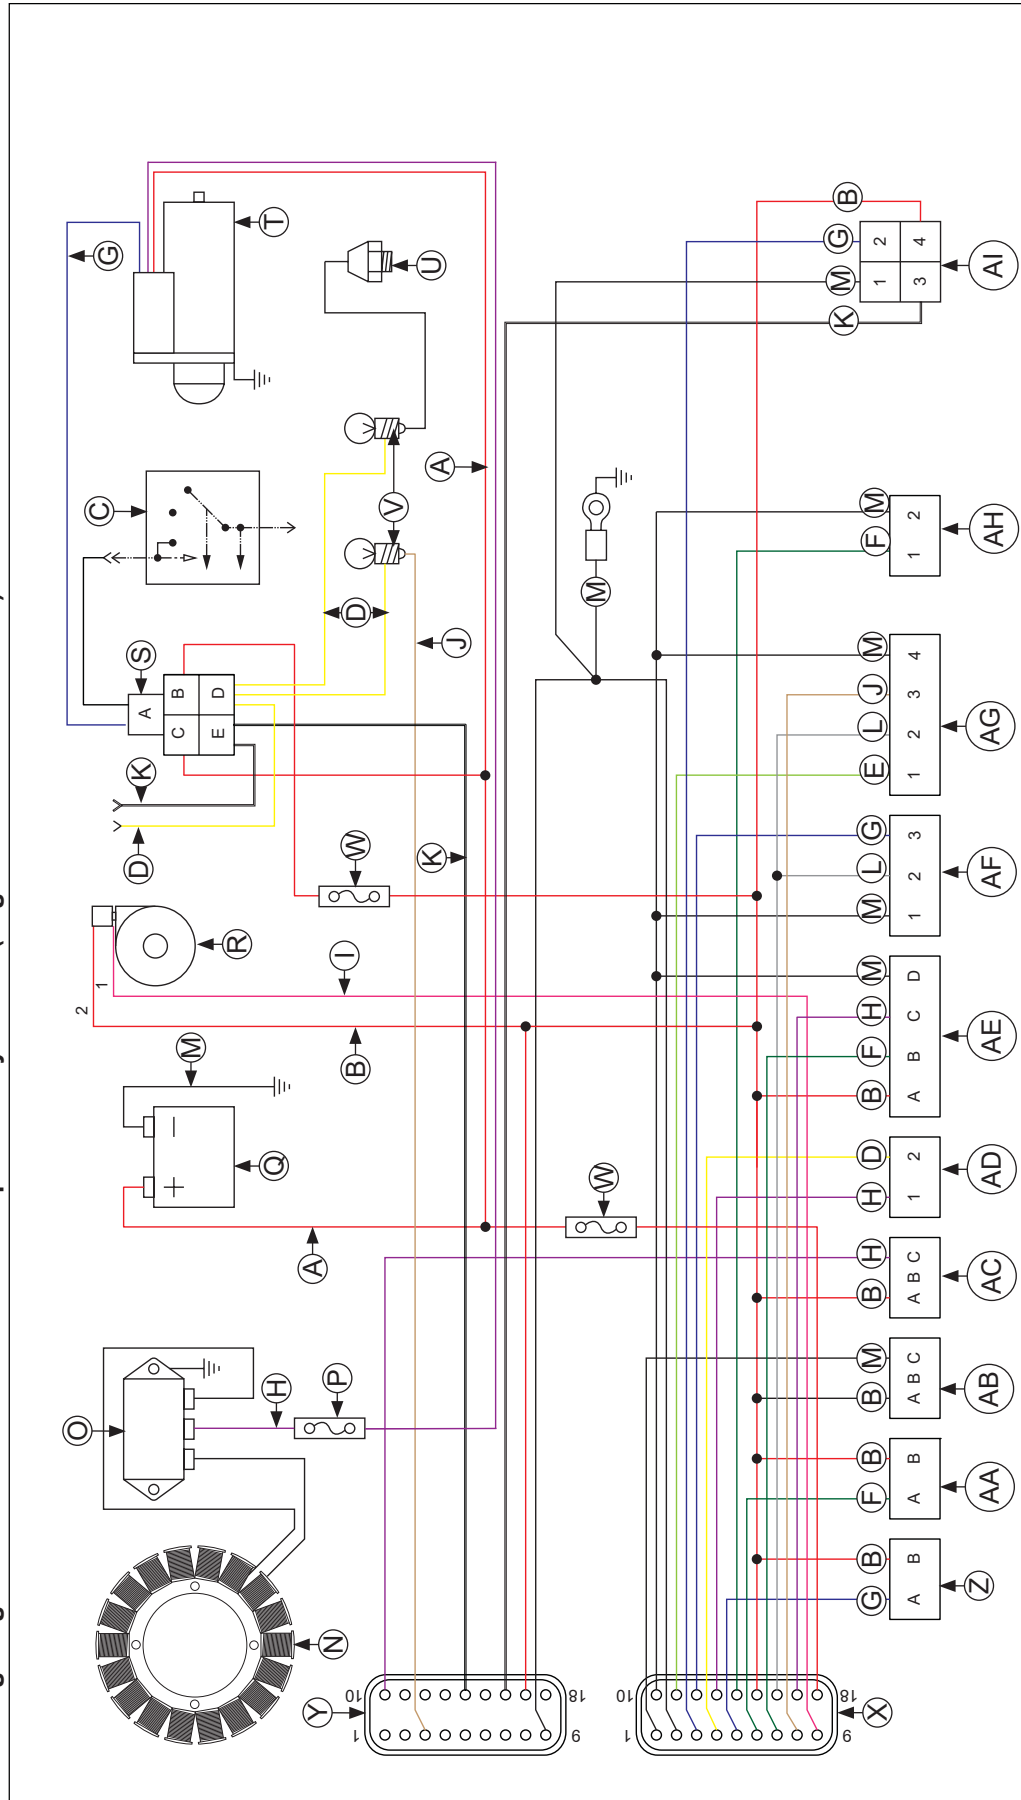 O
2
1
C
G
D
K
S
A
C B
E D
+ −
M
R
Q
H
T
A
Y
N
P
I
B
W
D
V
1 10
K
U
A
J
9 18
W
M
1 10
K M G B
9 18
G B F B B M B H H D B F H M M L G E L J M F M
X
A B
A B
A B C
A B C
1 2
A B C D
1 2 3
1 2 3 4
1 2
1 2
3 4
Z AA AB AC AD AE AF AG AH AI